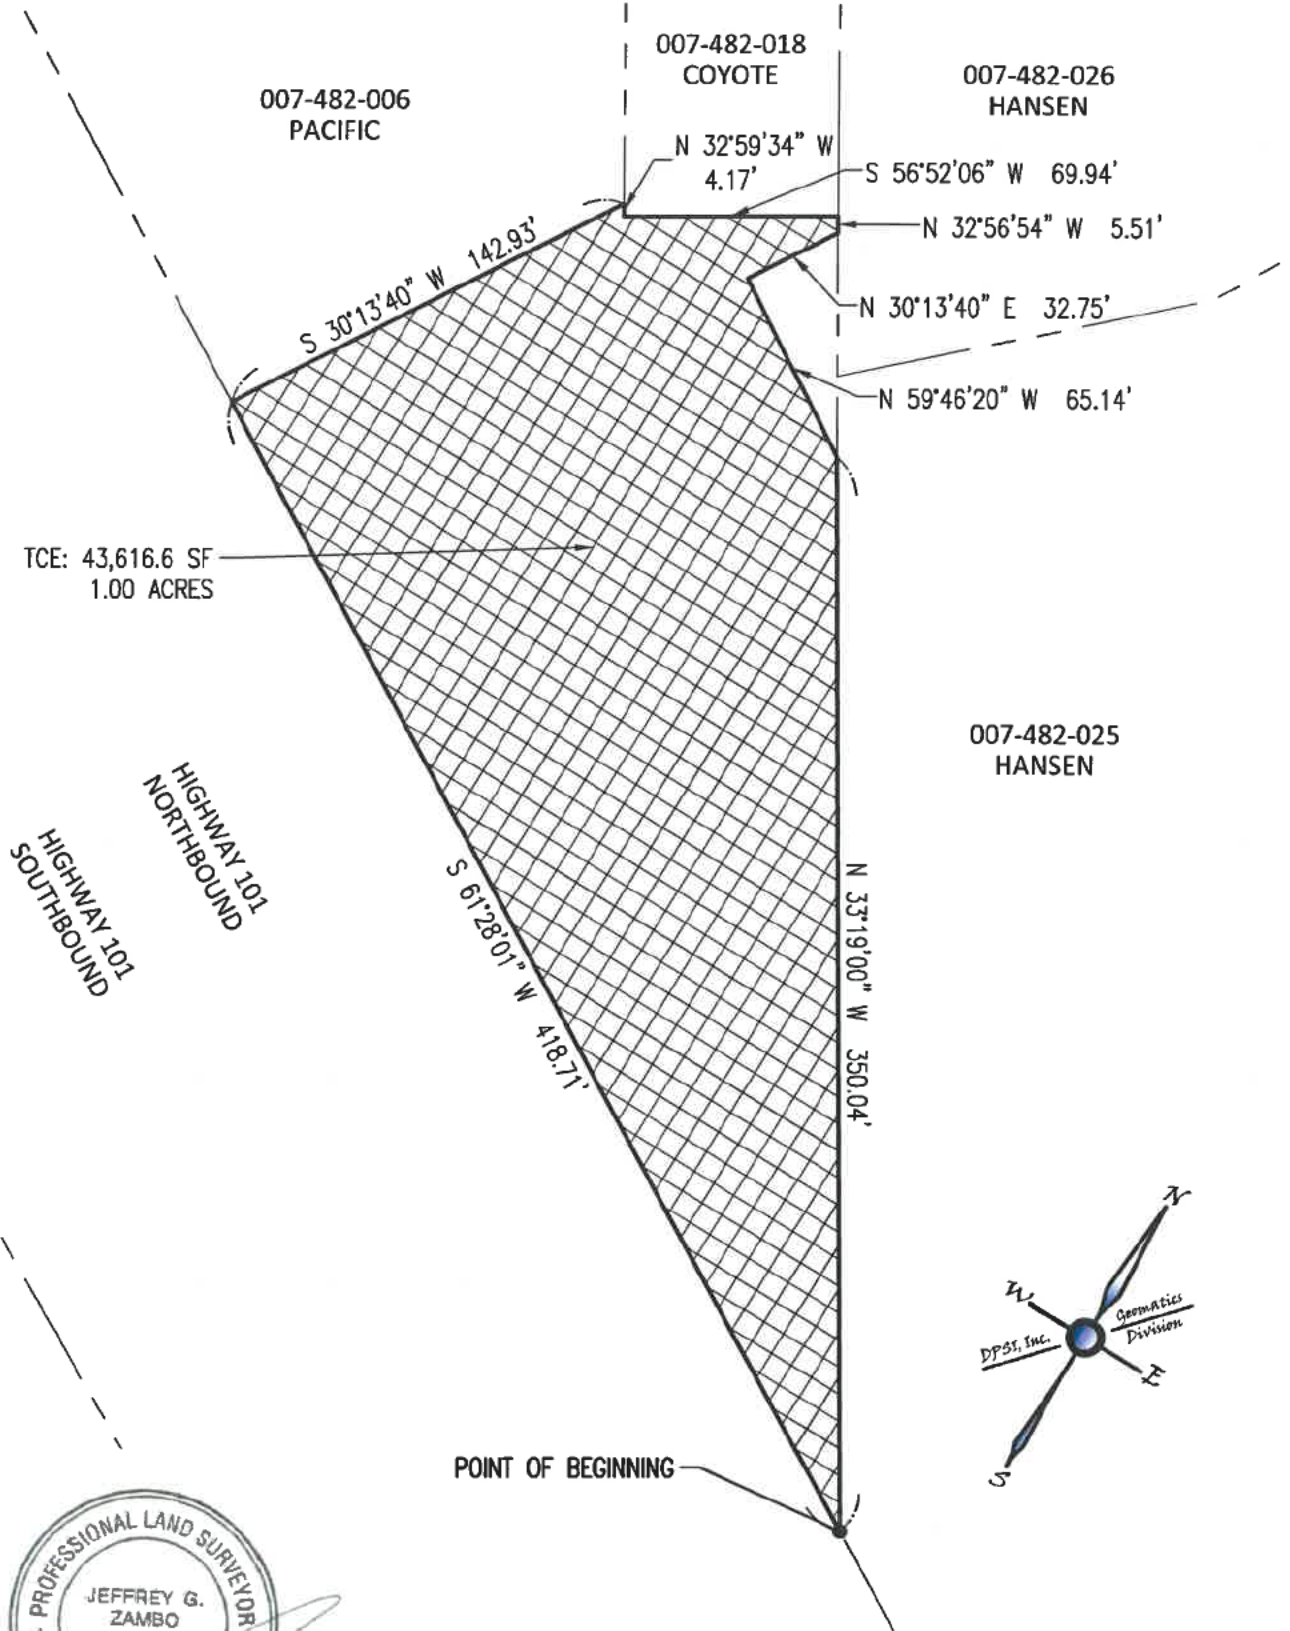 007-482-018
COYOTE
007-482-026
HANSEN
007-482-006
PACIFIC
N 32°59'34" W
4.17'
S 56°52'06" W 69.94'
N 32°56'54" W 5.51'
S 30°13'40" W 142.93'
N 30°13'40" E 32.75'
N 59°46'20" W 65.14'
TCE: 43,616.6 SF
1.00 ACRES
007-482-025
HANSEN
HIGHWAY 101
NORTHBOUND
HIGHWAY 101
SOUTHBOUND
S 61°28'01" W 418.71'
N 33°19'00" W 350.04'
N
W
Geomatics
Division
DPSI, Inc.
E
S
POINT OF BEGINNING
PROFESSIONAL LAND SURVEYOR
JEFFREY G.
ZAMBO